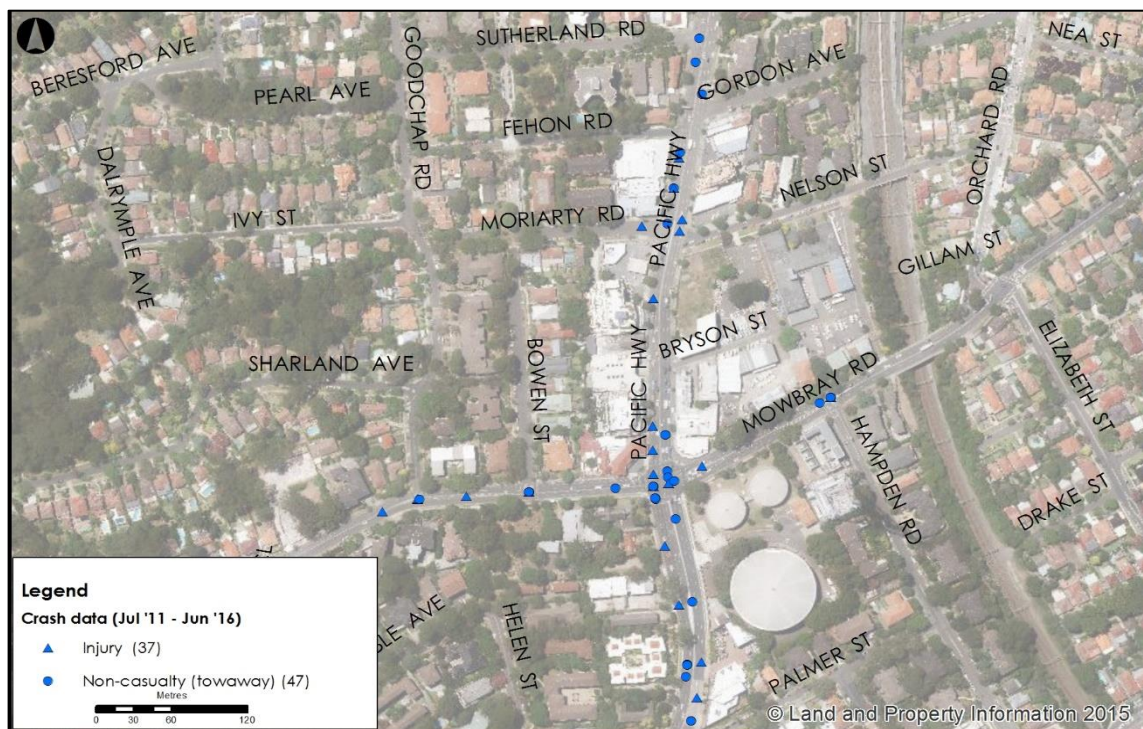 SUTHERLAND RD
NEA ST
BERESFORD AVE
GOODCHAP RD
GORDON AVE
PEARL AVE
ORCHARD RD
FEHON RD
PACIFIC HWY
DALRYMPLE AVE
NELSON ST
IVY ST
MORIARTY RD
GILLAM ST
BRYSON ST
SHARLAND AVE
BOWEN ST
PACIFIC HWY
MOWBRAY RD
ELIZABETH ST
HAMPDEN RD
DRAKE ST
BLE AVE
HELEN ST
PALMER ST
Legend
Crash data (Jul '11 - Jun '16)
Injury (37)
Non-casualty (towaway) (47)
Metres
0 30 60 120
© Land and Property Information 2015